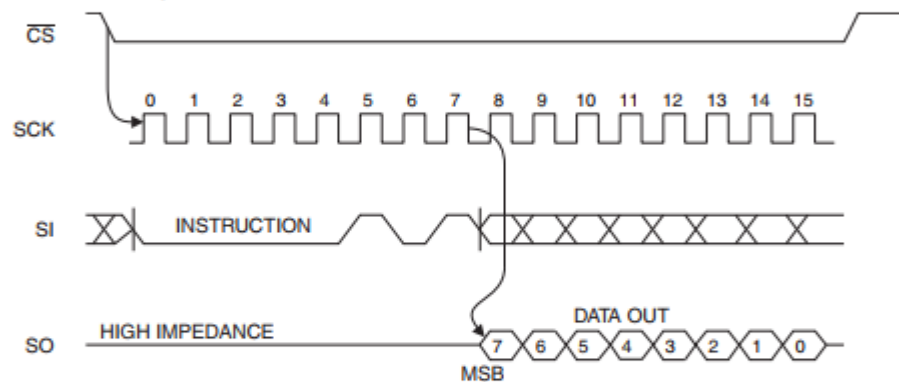 CS
0 1 2 3 4 5 6 7 8 9 10 11 12 13 14 15
SCK
SI INSTRUCTION
DATA OUT
HIGH IMPEDANCE
SO 7 6 5 4 3 2 1 0
MSB